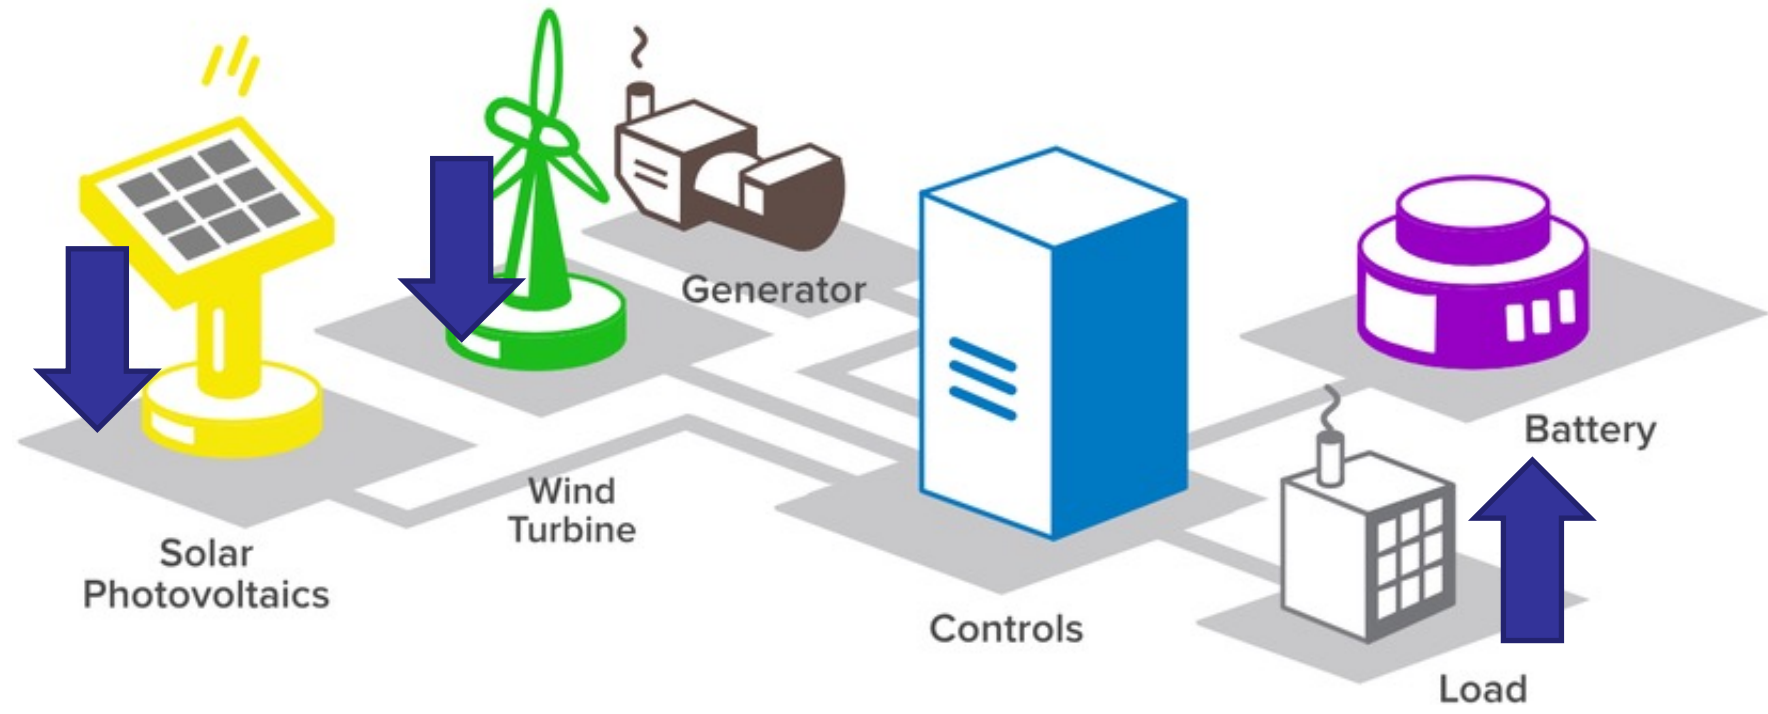 Generator
Battery
Wind
Turbine
Solar
Photovoltaics
Controls
Load